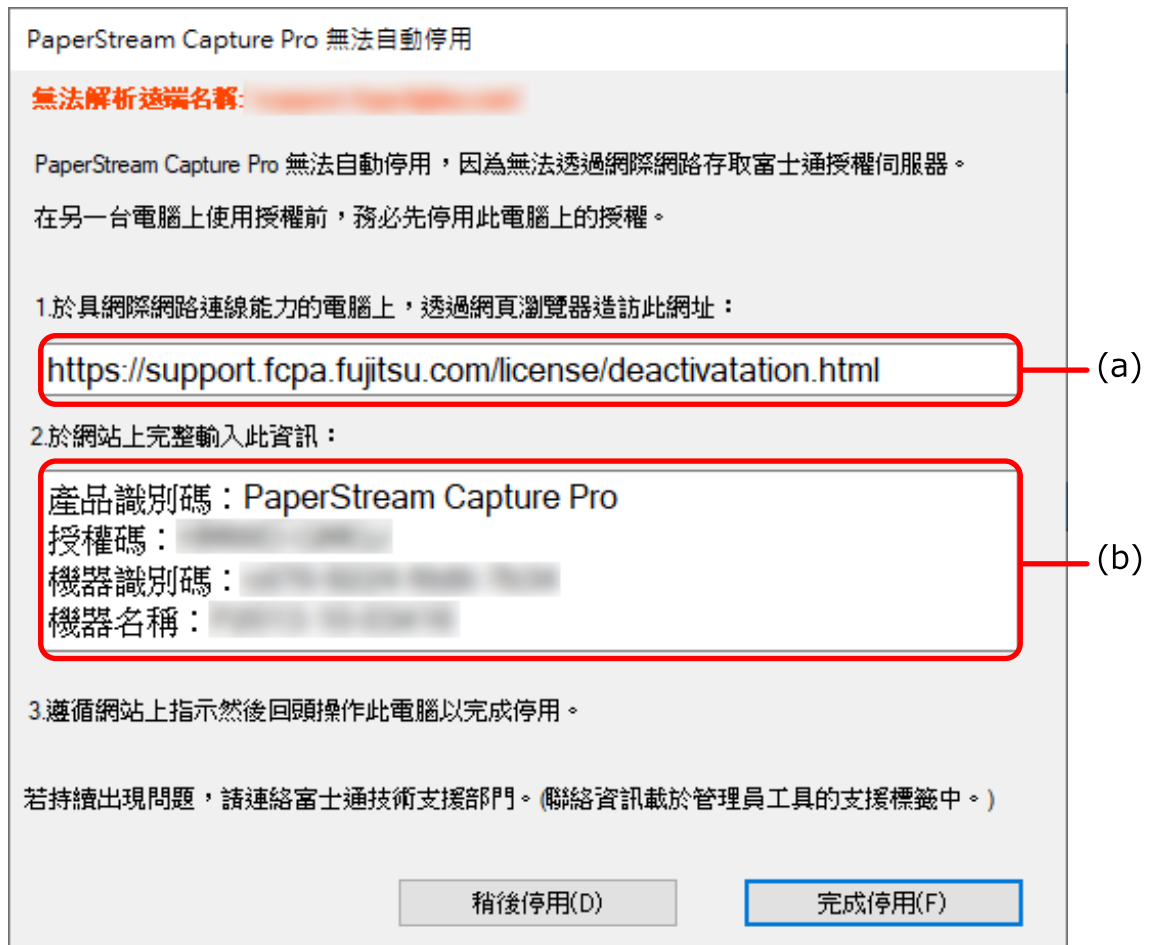 PaperStream Capture Pro 無法自動停用
無法解析遠端名稱:
PaperStream Capture Pro 無法自動停用，因為無法透過網際網路存取富士通授權伺服器。
在另一台電腦上使用授權前，務必先停用此電腦上的授權。
1.於具網際網路連線能力的電腦上，透過網頁瀏覽器造訪此網址：
https://support.fcpa.fujitsu.com/license/deactivatation.html
(a)
2.於網站上完整輸入此資訊：
產品識別碼：PaperStream Capture Pro
授權碼：
機器識別碼：
(b)
機器名稱：
3.遵循網站上指示然後回頭操作此電腦以完成停用。
若持續出現問題，請連絡富士通技術支援部門。(聯絡資訊載於管理員工具的支援標籤中。)
稍後停用(D)
完成停用(F)